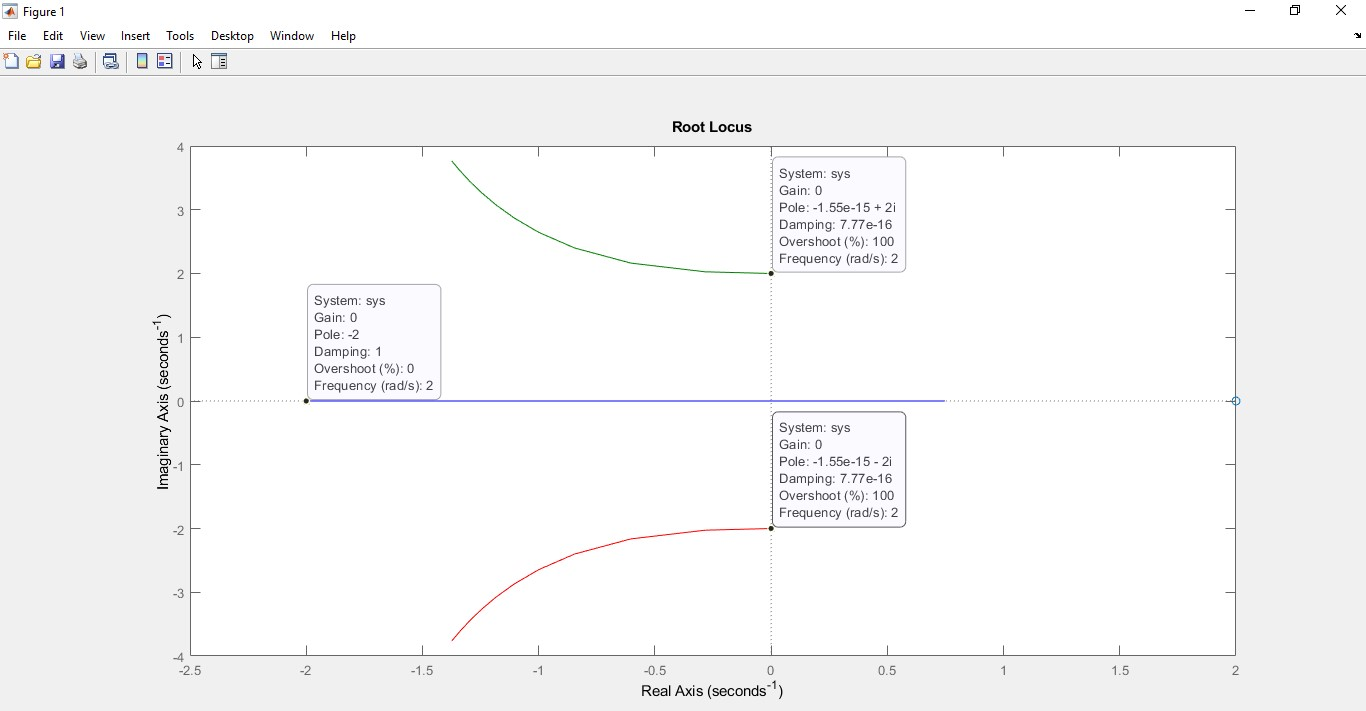 Figure 1
File Edit View Insert Tools Desktop Window Help
Root Locus
4
3
2
1
0
-1
-2
-3
-4
Imaginary Axis (seconds⁻¹)
System: sys
Gain: 0
Pole: -1.55e-15 + 2i
Damping: 7.77e-16
Overshoot (%): 100
Frequency (rad/s): 2
System: sys
Gain: 0
Pole: -2
Damping: 1
Overshoot (%): 0
Frequency (rad/s): 2
System: sys
Gain: 0
Pole: -1.55e-15 - 2i
Damping: 7.77e-16
Overshoot (%): 100
Frequency (rad/s): 2
-2.5 -2 -1.5 -1 -0.5 0 0.5 1 1.5 2
Real Axis (seconds⁻¹)